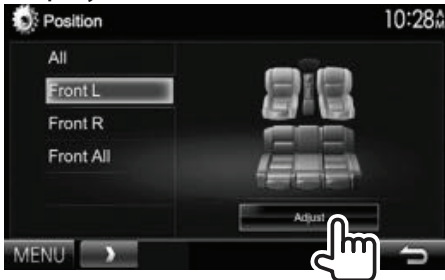 Position 10:28
All
Front L
Front R
Front All
Adjust
MENU